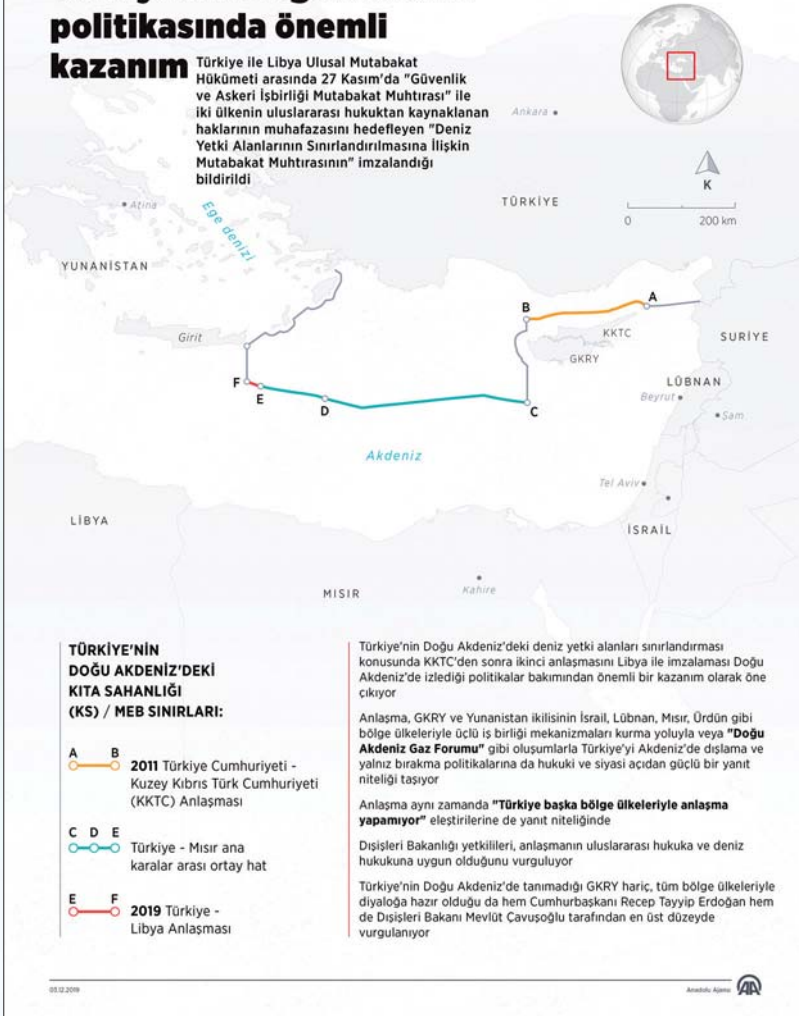 politikasında önemli
kazanım
Türkiye ile Libya Ulusal Mutabakat
Hükümeti arasında 27 Kasım'da "Güvenlik
ve Askeri İşbirliği Mutabakat Muhtırası" ile
iki ülkenin uluslararası hukuktan kaynaklanan
haklarının muhafazasını hedefleyen "Deniz
Yetki Alanlarının Sınırlandırılmasına İlişkin
Mutabakat Muhtırasının" imzalandığı
bildirildi
Ankara
K
0 200 km
TÜRKİYE
Atina
Ege denizi
YUNANİSTAN
Girit
A
B
KKTC
GKRY
SURİYE
LÜBNAN
Beyrut
Şam
F
E
D
C
Akdeniz
Tel Aviv
İSRAİL
LİBYA
MISIR
Kahire
TÜRKİYE'NİN
DOĞU AKDENİZ'DEKİ
KITA SAHANLIĞI
(KS) / MEB SINIRLARI:
A B
2011 Türkiye Cumhuriyeti -
Kuzey Kıbrıs Türk Cumhuriyeti
(KKTC) Anlaşması
C D E
Türkiye - Mısır ana
karalar arası ortay hat
E F
2019 Türkiye -
Libya Anlaşması
Türkiye'nin Doğu Akdeniz'deki deniz yetki alanları sınırlandırması
konusunda KKTC'den sonra ikinci anlaşmasını Libya ile imzalaması Doğu
Akdeniz'de izlediği politikalar bakımından önemli bir kazanım olarak öne
çıkıyor
Anlaşma, GKRY ve Yunanistan ikilisinin İsrail, Lübnan, Mısır, Ürdün gibi
bölge ülkeleriyle üçlü iş birliği mekanizmaları kurma yoluyla veya "Doğu
Akdeniz Gaz Forumu" gibi oluşumlarla Türkiye'yi Akdeniz'de dışlama ve
yalnız bırakma politikalarına da hukuki ve siyasi açıdan güçlü bir yanıt
niteliği taşıyor
Anlaşma aynı zamanda "Türkiye başka bölge ülkeleriyle anlaşma
yapamıyor" eleştirilerine de yanıt niteliğinde
Dışişleri Bakanlığı yetkilileri, anlaşmanın uluslararası hukuka ve deniz
hukukuna uygun olduğunu vurguluyor
Türkiye'nin Doğu Akdeniz'de tanımadığı GKRY hariç, tüm bölge ülkeleriyle
diyaloğa hazır olduğu da hem Cumhurbaşkanı Recep Tayyip Erdoğan hem
de Dışişleri Bakanı Mevlüt Çavuşoğlu tarafından en üst düzeyde
vurgulanıyor
03.12.2019
Anadolu Ajansı AA